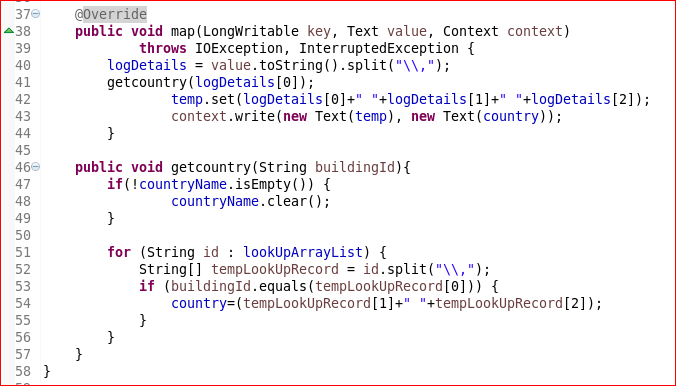 37 @Override
38 public void map(LongWritable key, Text value, Context context)
39 throws IOException, InterruptedException {
40 logDetails = value.toString().split("\\,");
41 getcountry(logDetails[0]);
42 temp.set(logDetails[0]+" "+logDetails[1]+" "+logDetails[2]);
43 context.write(new Text(temp), new Text(country));
44 }
45
46 public void getcountry(String buildingId){
47 if(!countryName.isEmpty()) {
48 countryName.clear();
49 }
50
51 for (String id : lookUpArrayList) {
52 String[] tempLookUpRecord = id.split("\\,");
53 if (buildingId.equals(tempLookUpRecord[0])) {
54 country=(tempLookUpRecord[1]+" "+tempLookUpRecord[2]);
55 }
56 }
57 }
58 }